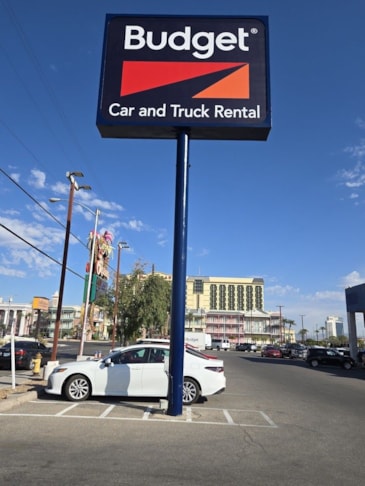 Budget®
Car and Truck Rental